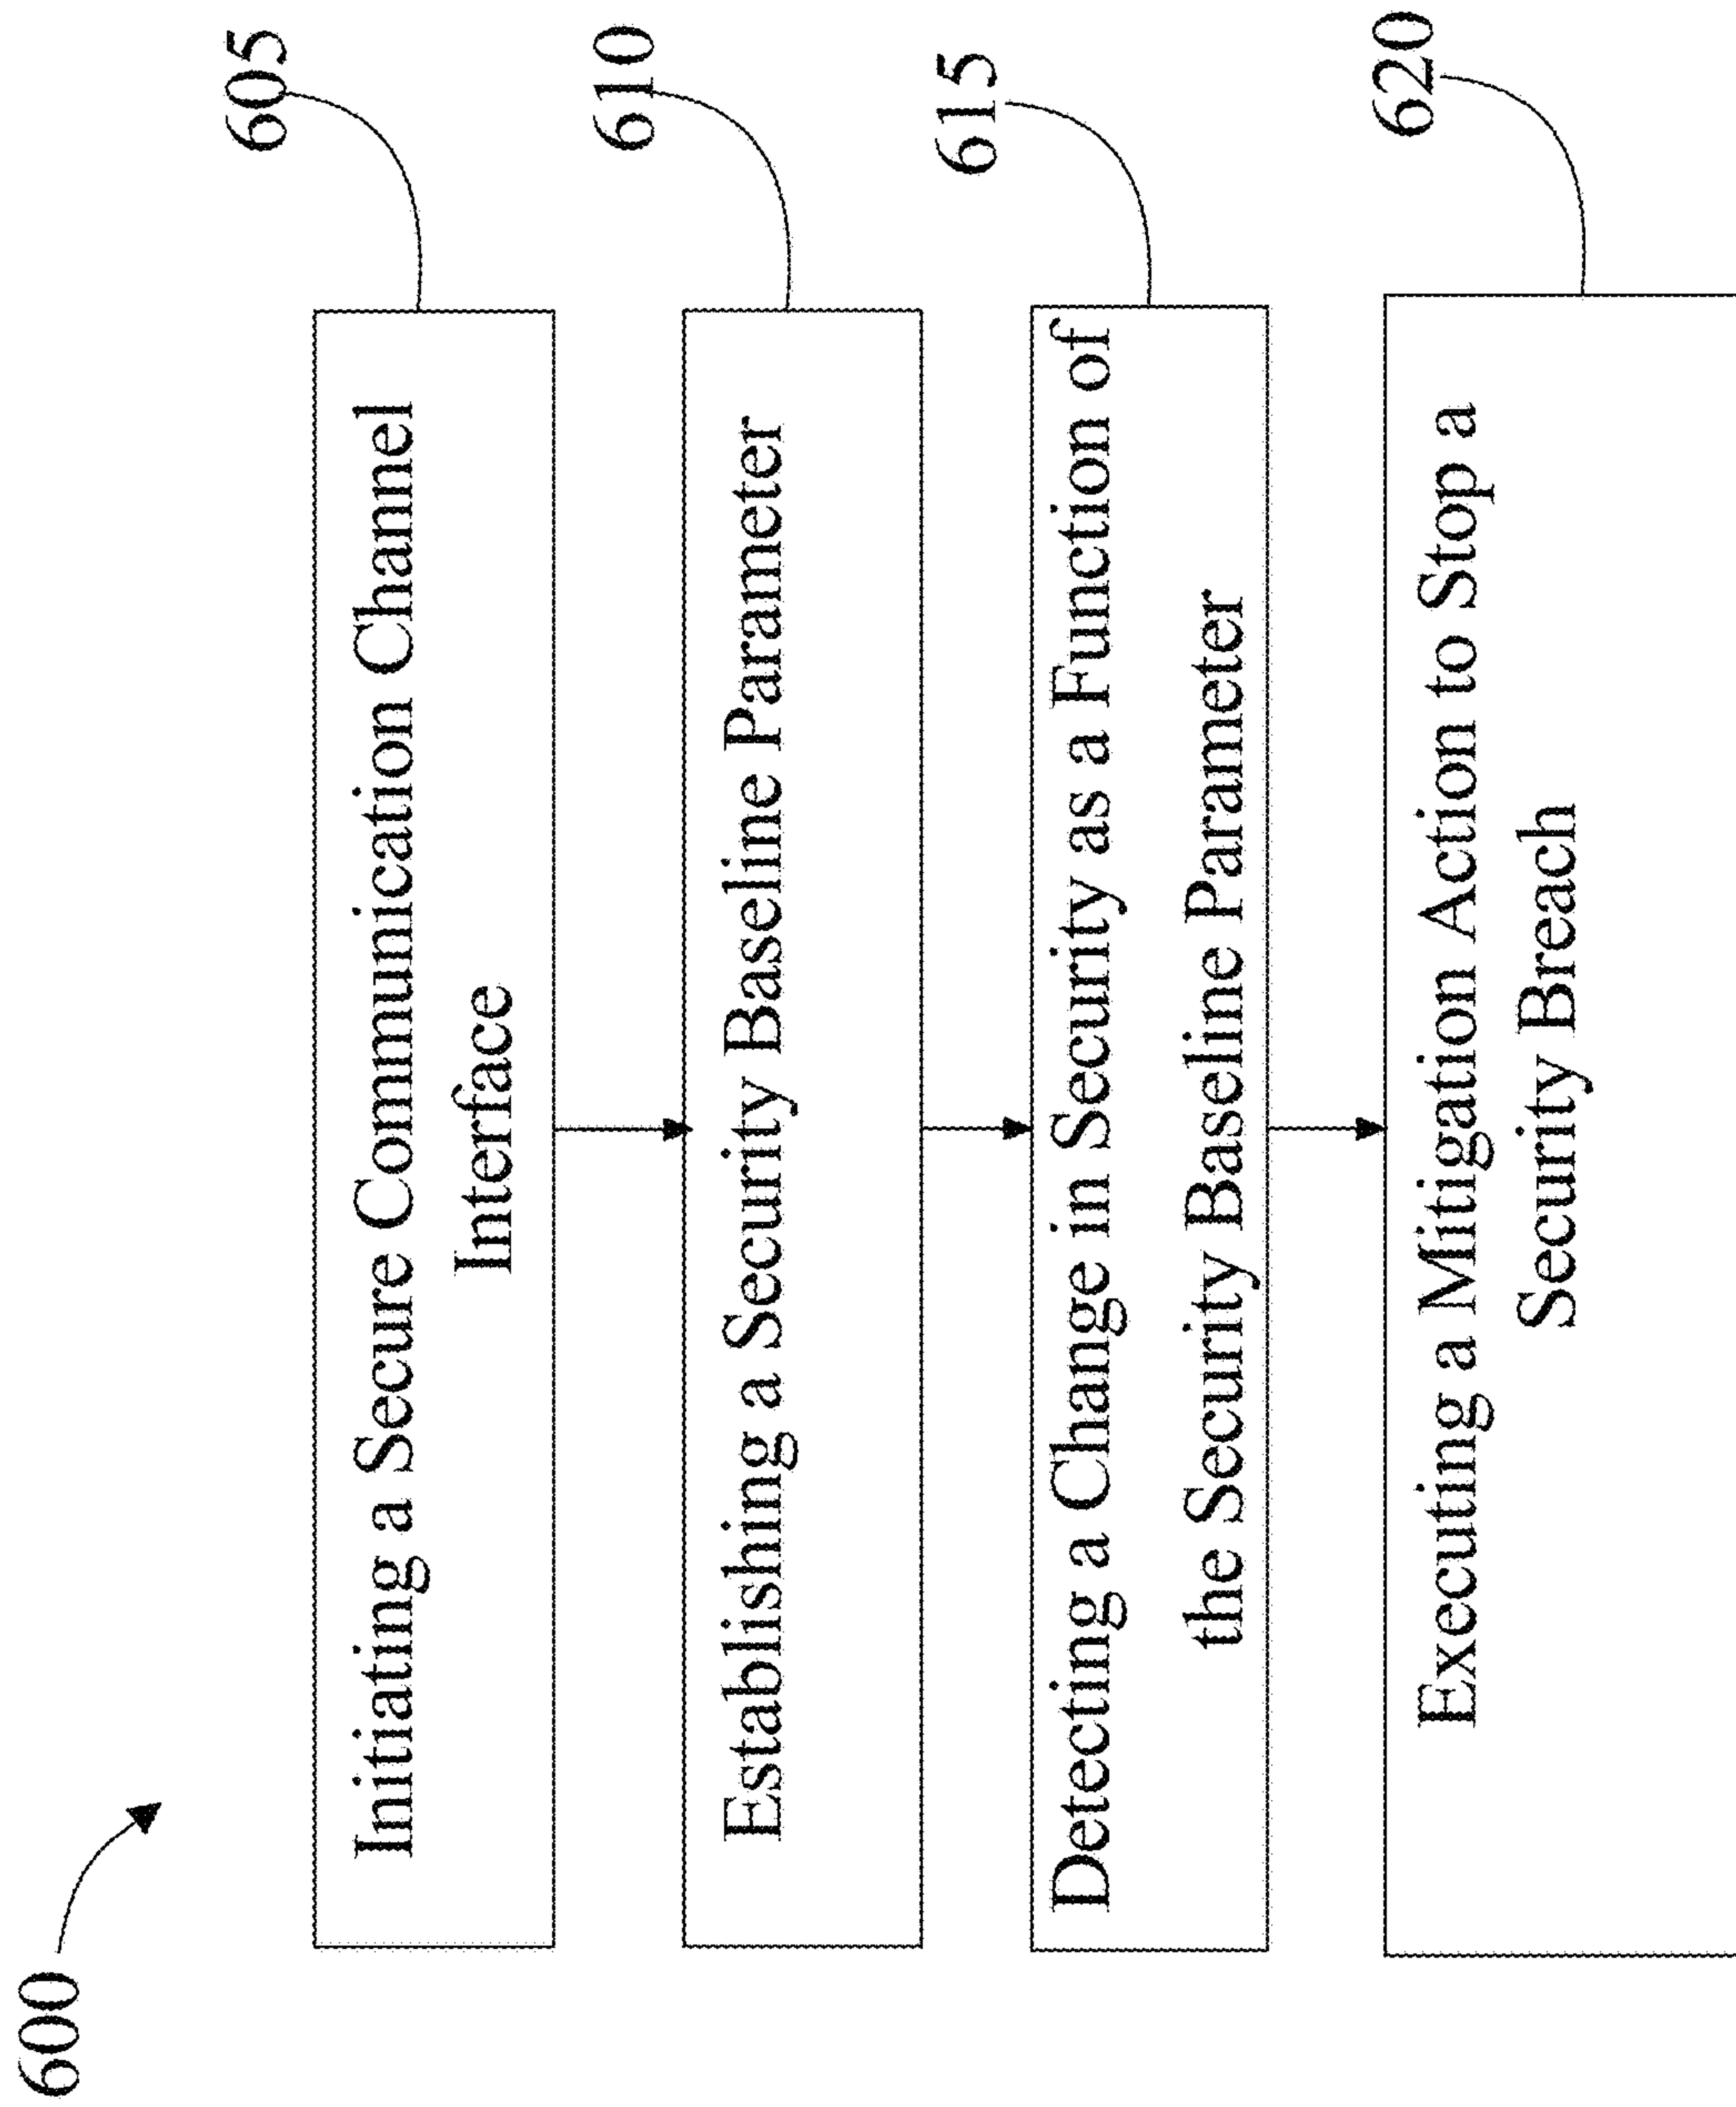 600
605
Initiating a Secure Communication Channel
Interface
610
Establishing a Security Baseline Parameter
615
Detecting a Change in Security as a Function of
the Security Baseline Parameter
620
Executing a Mitigation Action to Stop a
Security Breach